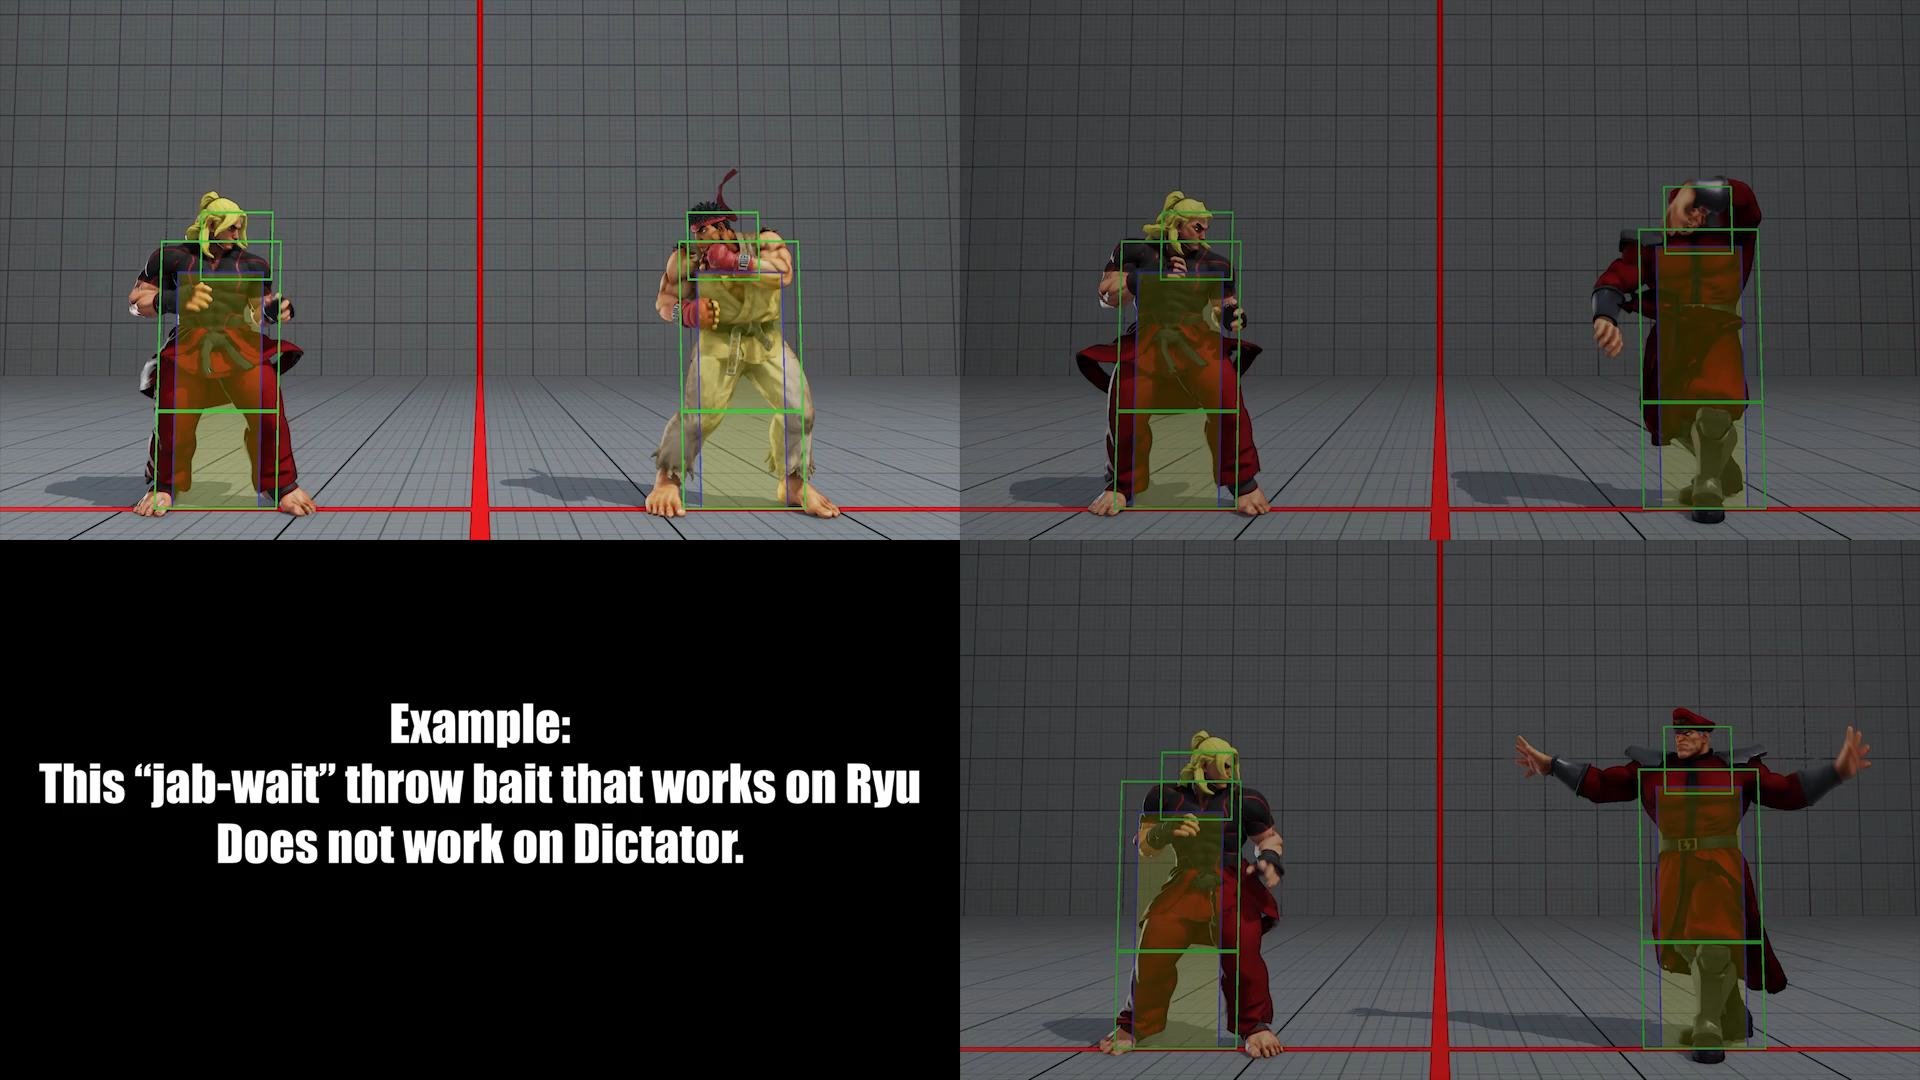 Example:
This “jab-wait” throw bait that works on Ryu
Does not work on Dictator.